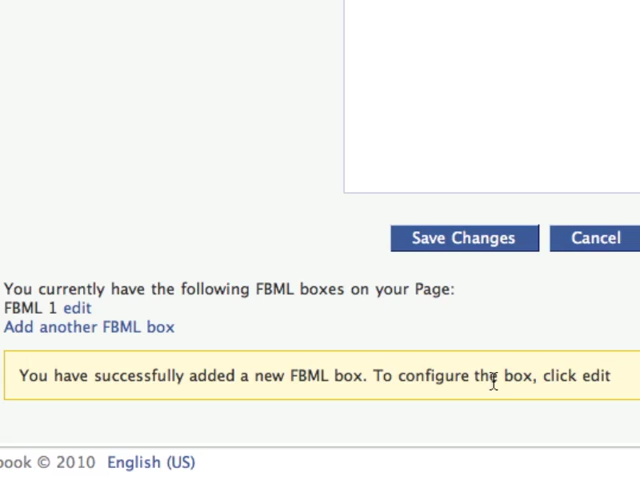 Save Changes Cancel
You currently have the following FBML boxes on your Page:
FBML 1 edit
Add another FBML box
You have successfully added a new FBML box. To configure the box, click edit
book © 2010 English (US)